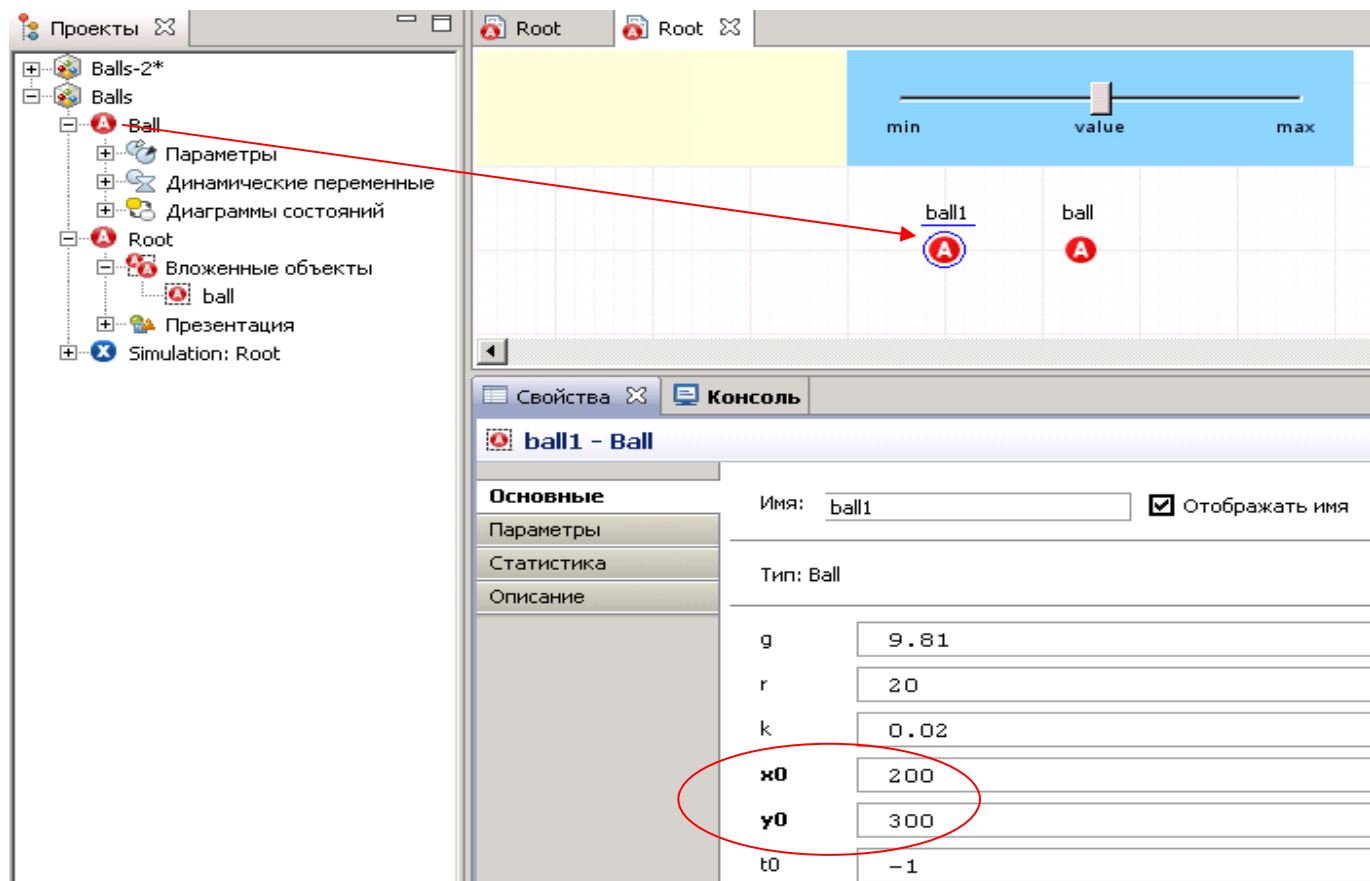 Проекты
Balls-2*
Balls
Ball
Параметры
Динамические переменные
Диаграммы состояний
Root
Вложенные объекты
ball
Презентация
Simulation: Root
Root
Root
min value max
ball1 ball
Свойства Консоль
ball1 - Ball
Основные
Параметры
Статистика
Описание
Имя: ball1 Отображать имя
Тип: Ball
g 9.81
r 20
k 0.02
x0 200
y0 300
t0 -1